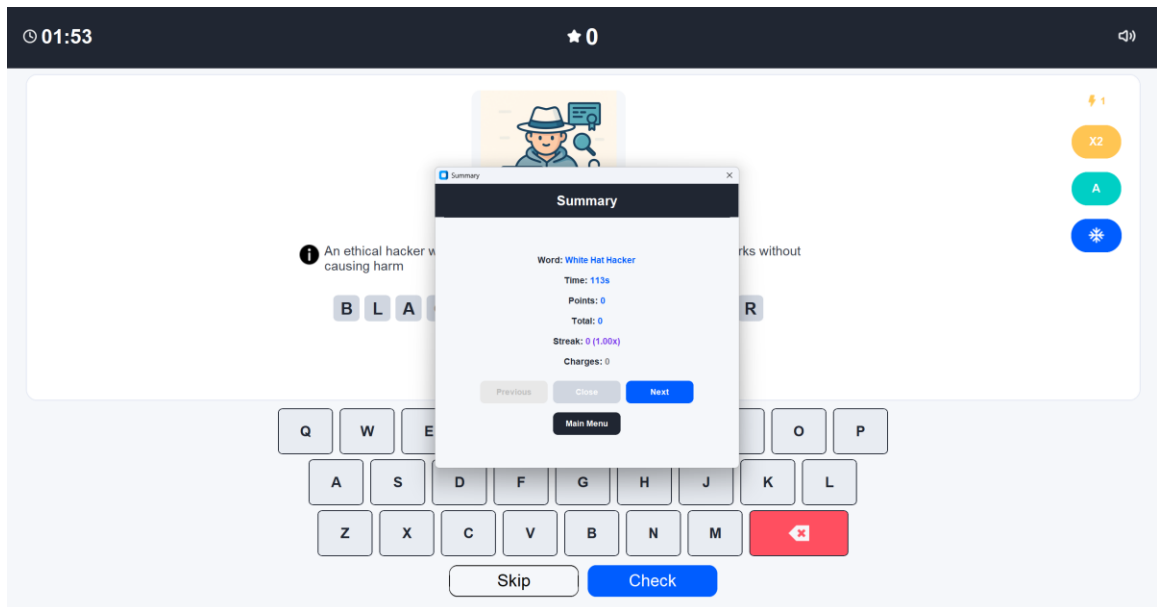 01:53
0
1
X2
A
Summary
Summary
An ethical hacker w
rks without
causing harm
Word: White Hat Hacker
Time: 113s
Points: 0
Total: 0
Streak: 0 (1.00x)
Charges: 0
B L A R
Previous Close Next
Main Menu
Q W E O P
A S D F G H J K L
Z X C V B N M
Skip Check